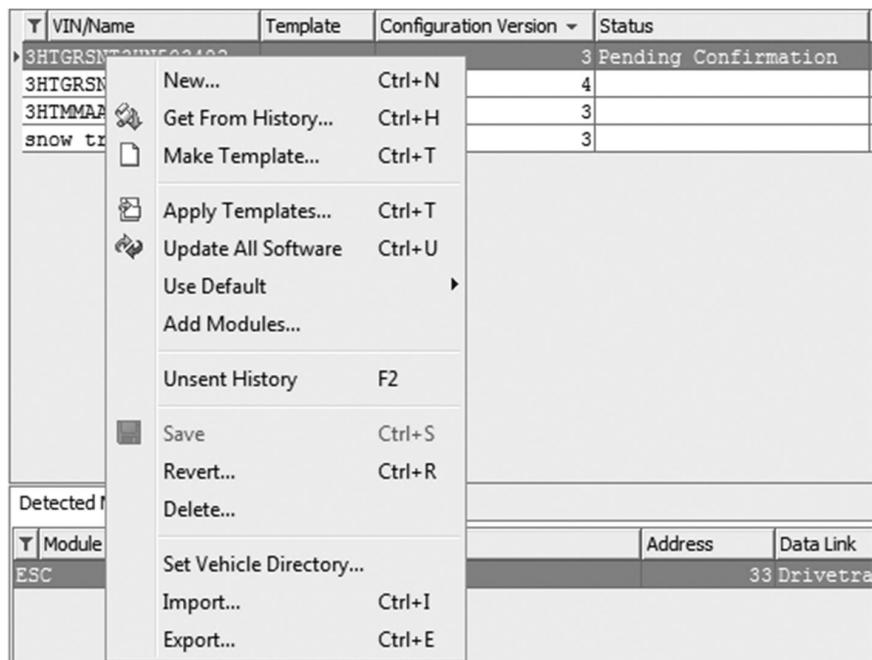 VIN/Name Template Configuration Version Status
3 Pending Confirmation
3HTGRSN 4
3HTMMAA 3
snow tr 3
New... Ctrl+N
Get From History... Ctrl+H
Make Template... Ctrl+T
Apply Templates... Ctrl+T
Update All Software Ctrl+U
Use Default
Add Modules...
Unsent History F2
Save Ctrl+S
Revert... Ctrl+R
Delete...
Set Vehicle Directory...
Import... Ctrl+I
Export... Ctrl+E
Detected
Module Address Data Link
ESC 33 Drivetra